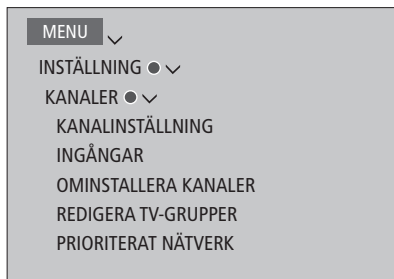 MENU
INSTÄLLNING
KANALER
KANALINSTÄLLNING
INGÅNGAR
OMINSTALLERA KANALER
REDIGERA TV-GRUPPER
PRIORITERAT NÄTVERK